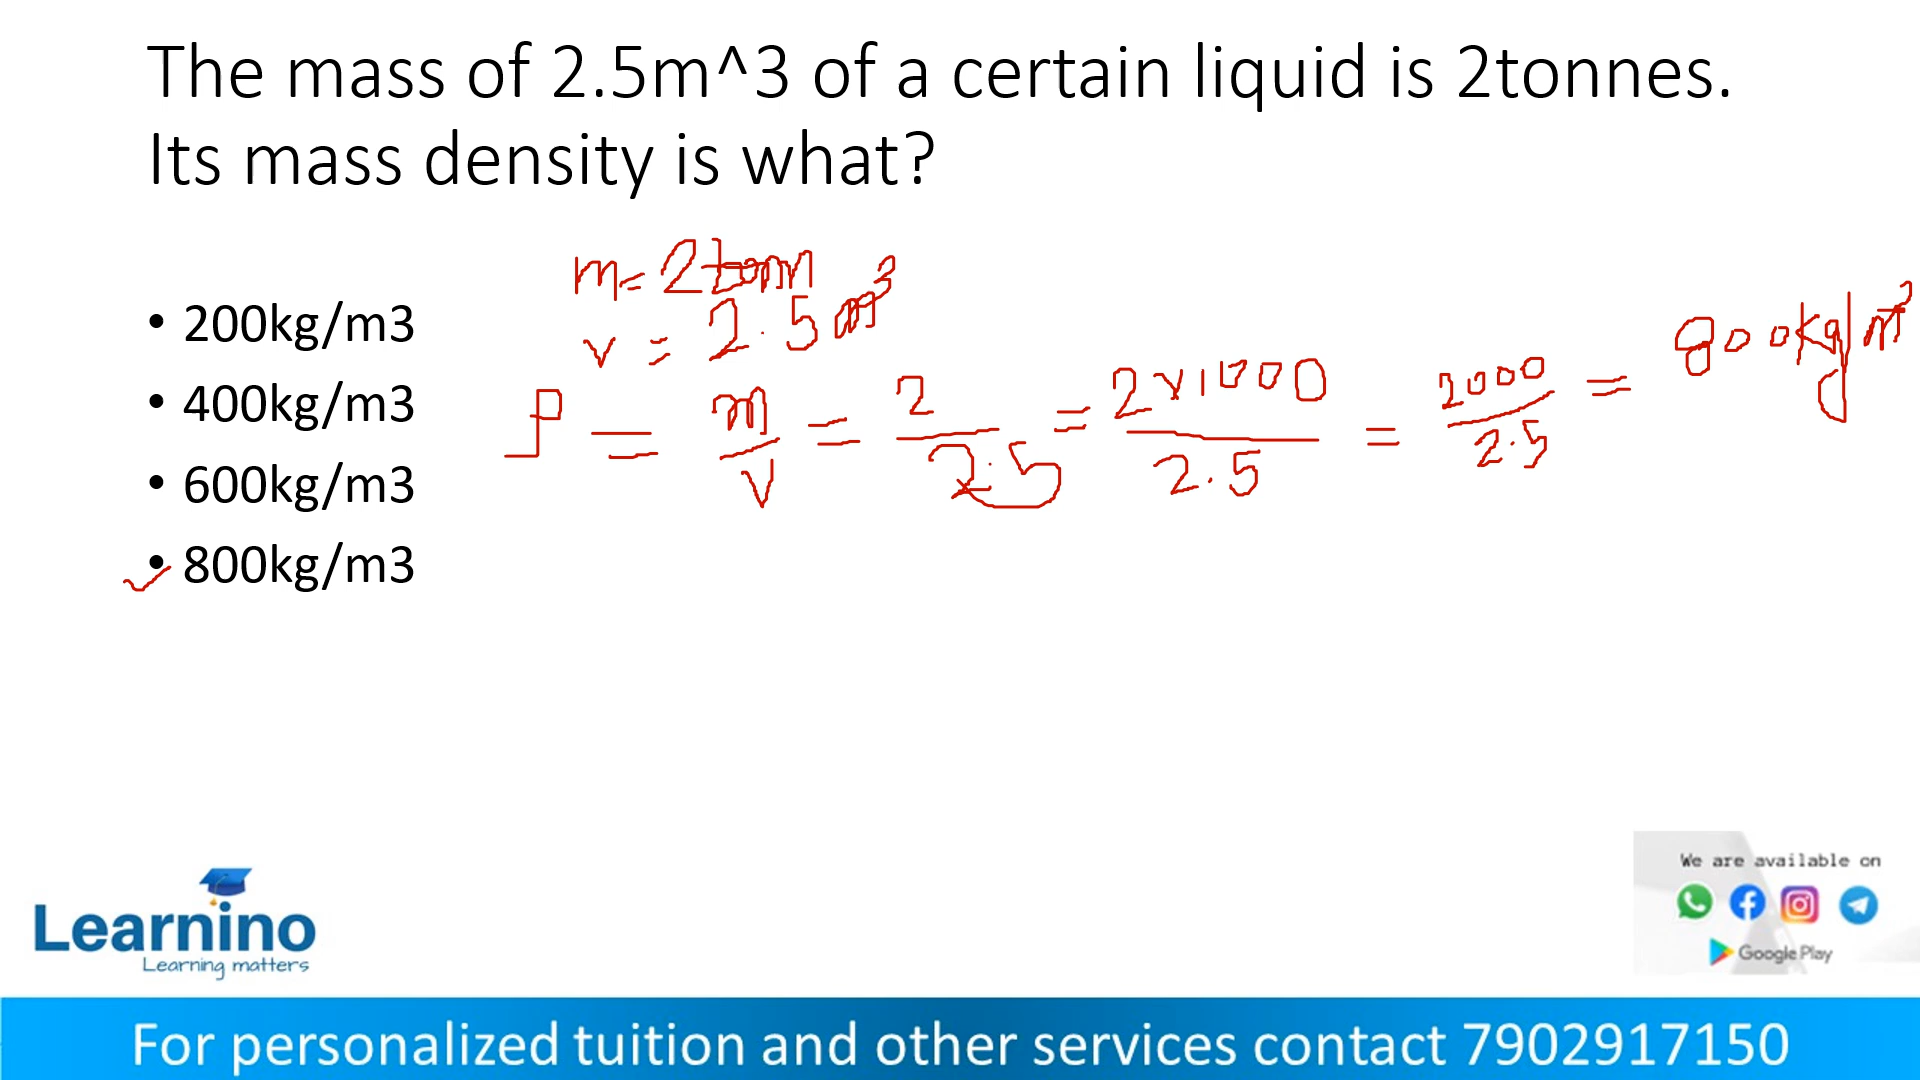 The mass of 2.5m^3 of a certain liquid is 2tonnes.
Its mass density is what?
m = 2 tonn
v = 2.5 m³
• 200kg/m3
• 400kg/m3
• 600kg/m3
• 800kg/m3
ρ = m/v = 2/2.5 = 2×1000/2.5 = 2000/2.5 = 800kg/m³
We are available on
Google Play
Learnino
Learning matters
For personalized tuition and other services contact 7902917150